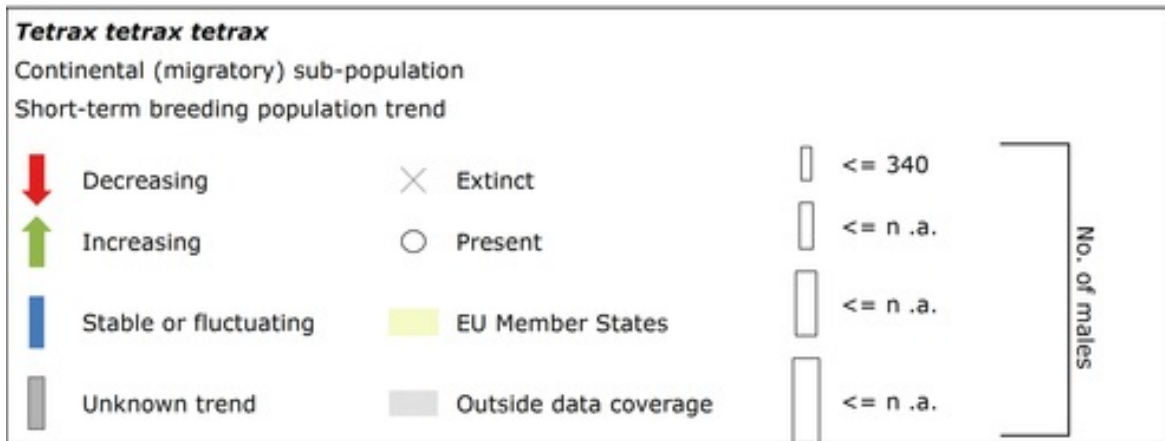 Tetrax tetrax tetrax
Continental (migratory) sub-population
Short-term breeding population trend
Decreasing
Extinct
<= 340
Increasing
Present
<= n .a.
Stable or fluctuating
EU Member States
<= n .a.
Unknown trend
Outside data coverage
<= n .a.
No. of males